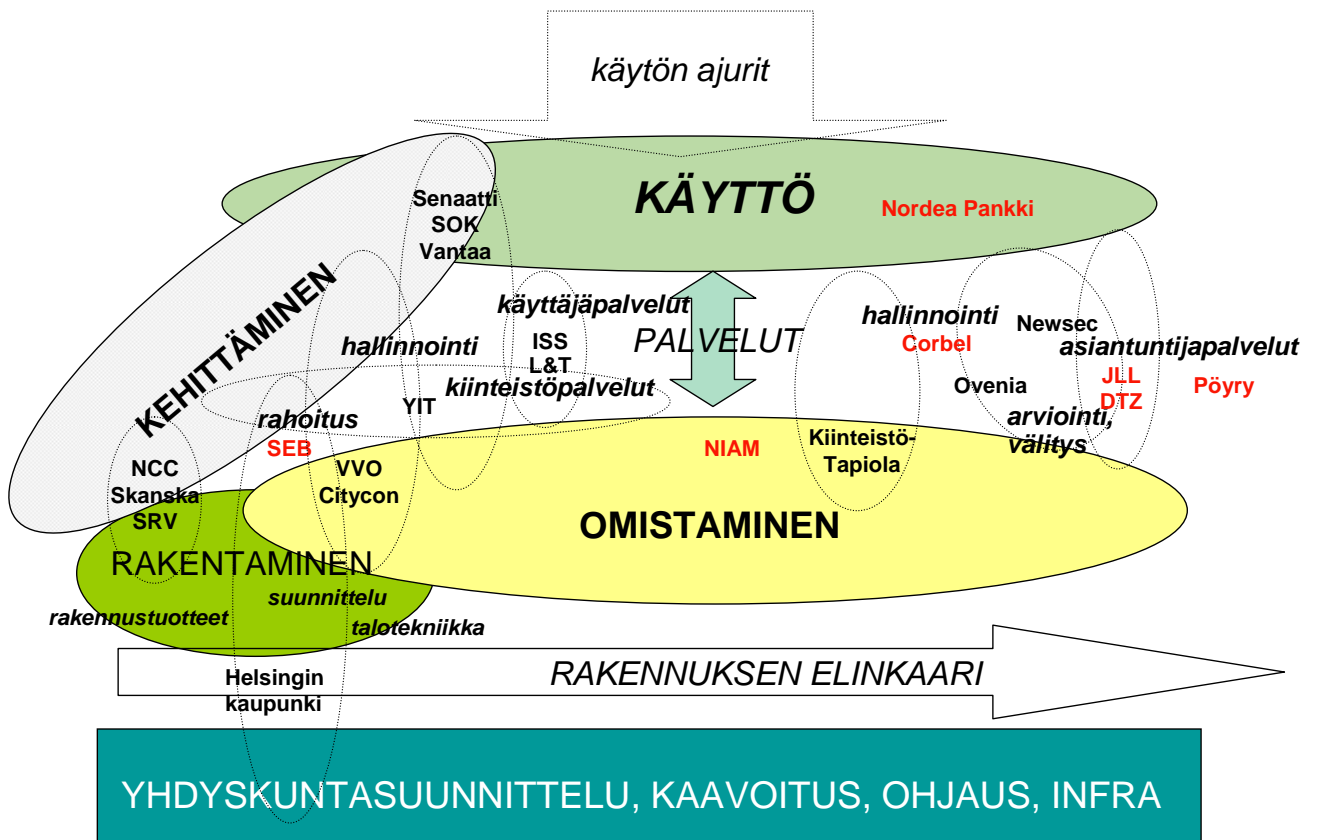 käytön ajurit
KÄYTTÖ
Nordea Pankki
Senaatti
SOK
Vantaa
KEHITTÄMINEN
käyttäjäpalvelut
hallinnointi
ISS
L&T
PALVELUT
kiinteistöpalvelut
YIT
hallinnointi
Corbel
Newsec
asiantuntijapalvelut
Ovenia
JLL
DTZ
Pöyry
arviointi,
välitys
rahoitus
SEB
VVO
Citycon
NIAM
Kiinteistö-
Tapiola
NCC
Skanska
SRV
OMISTAMINEN
RAKENTAMINEN
suunnittelu
rakennustuotteet
talotekniikka
Helsingin
kaupunki
RAKENNUKSEN ELINKAARI
YHDYSKUNTASUUNNITTELU, KAAVOITUS, OHJAUS, INFRA